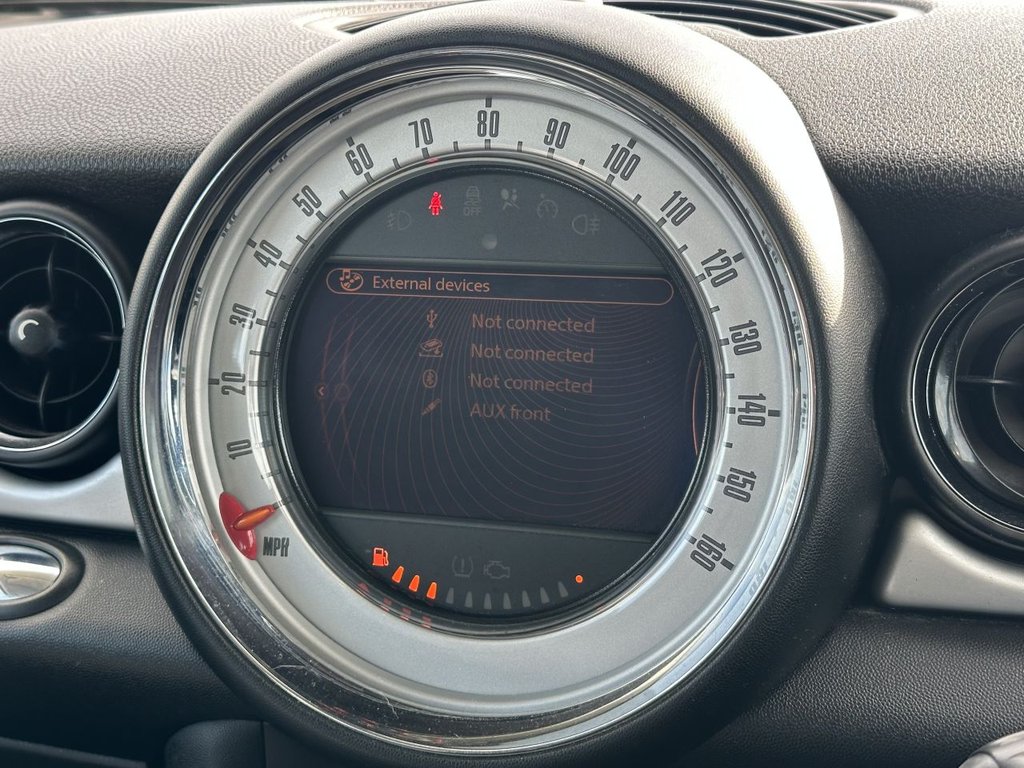 80
70
90
60
100
50
110
OFF
40
120
External devices
30
Not connected
130
Not connected
20
Not connected
140
AUX front
10
150
MPH
160